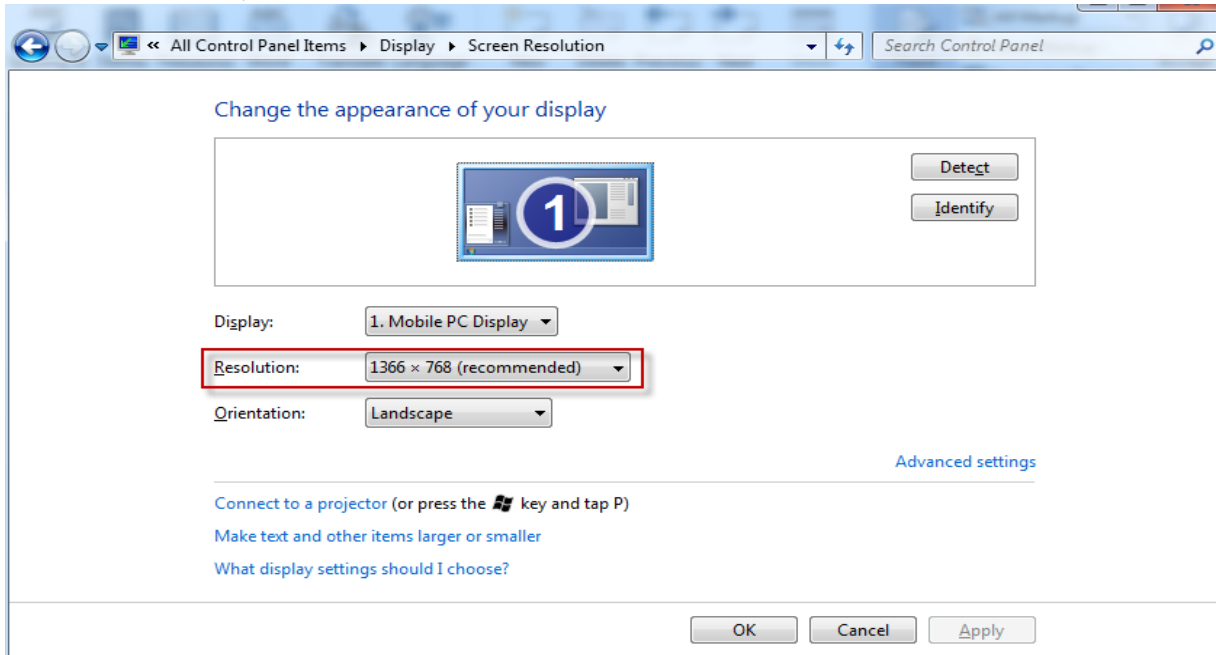 « All Control Panel Items ▸ Display ▸ Screen Resolution
Search Control Panel
Change the appearance of your display
1
Detect
Identify
Display: 1. Mobile PC Display
Resolution: 1366 × 768 (recommended)
Orientation: Landscape
Advanced settings
Connect to a projector (or press the key and tap P)
Make text and other items larger or smaller
What display settings should I choose?
OK Cancel Apply